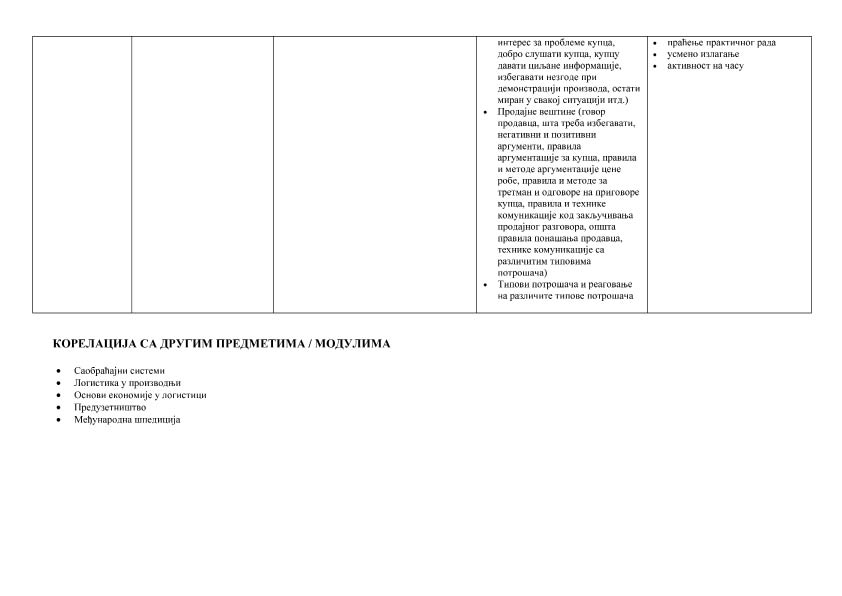 интерес за проблеме купца,
добро слушати купца, купцу
давати циљане информације,
избегавати незгоде при
демонстрацији производа, остати
миран у свакој ситуацији итд.)
• Продајне вештине (говор
продавца, шта треба избегавати,
негативни и позитивни
аргументи, правила
аргументације за купца, правила
и методе аргументације цене
робе, правила и методе за
третман и одговоре на приговоре
купца, правила и технике
комуникације код закључивања
продајног разговора, општа
правила понашања продавца,
технике комуникације са
различитим типовима
потрошача)
• Типови потрошача и реаговање
на различите типове потрошача
• праћење практичног рада
• усмено излагање
• активност на часу
КОРЕЛАЦИЈА СА ДРУГИМ ПРЕДМЕТИМА / МОДУЛИМА
• Саобраћајни системи
• Логистика у производњи
• Основи економије у логистици
• Предузетништво
• Међународна шпедиција